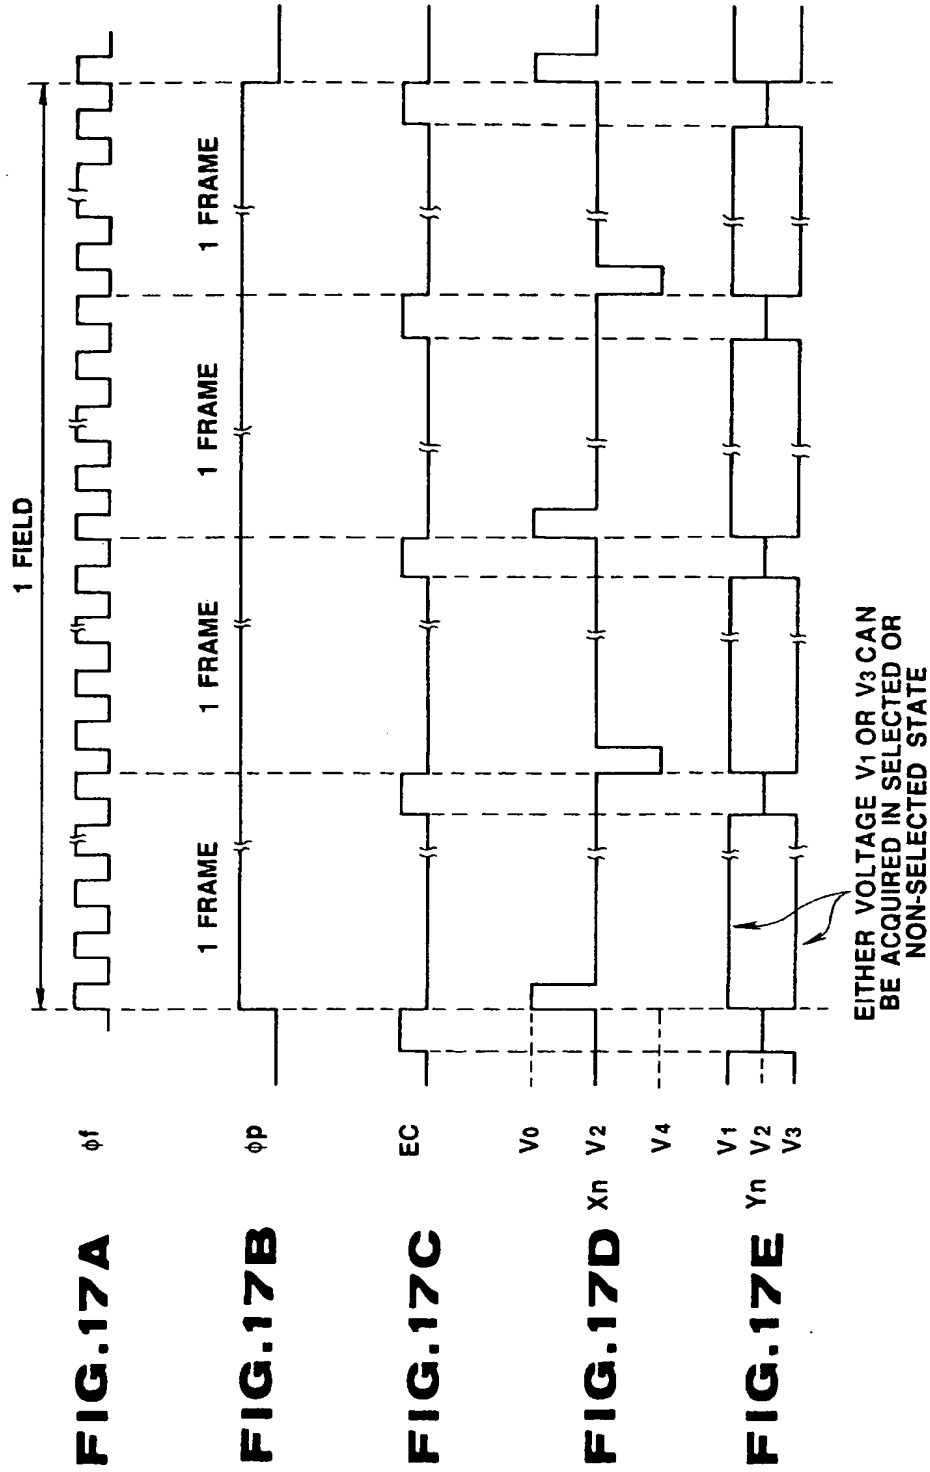 1 FIELD
FIG.17A
φf
FIG.17B
φp
1 FRAME
1 FRAME
1 FRAME
1 FRAME
FIG.17C
EC
FIG.17D
Xn
V0
V2
V4
FIG.17E
Yn
V1
V2
V3
EITHER VOLTAGE V1 OR V3 CAN
BE ACQUIRED IN SELECTED OR
NON-SELECTED STATE